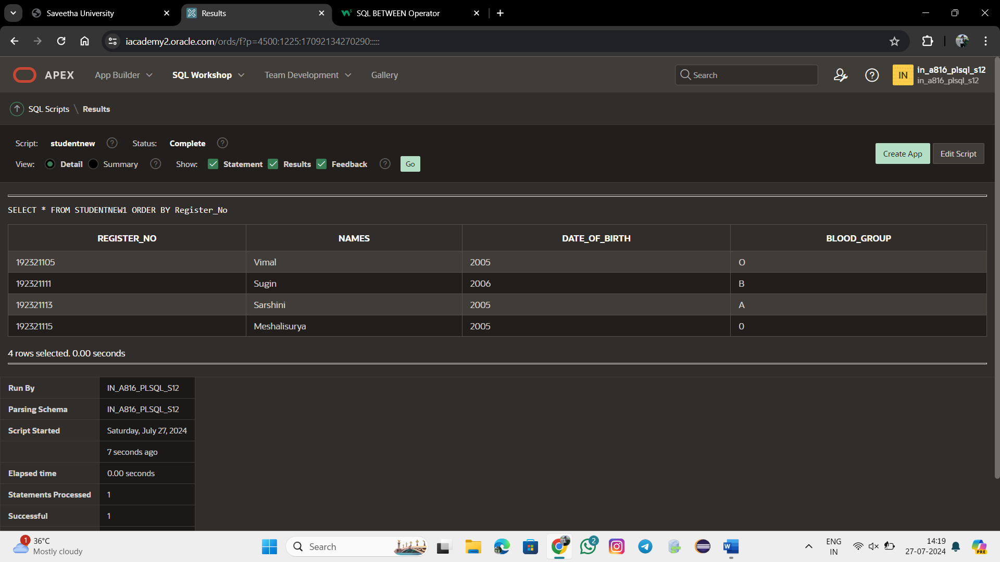 Saveetha University
Results
W3 SQL BETWEEN Operator
iacademy2.oracle.com/ords/f?p=4500:1225:17092134270290:::::
APEX App Builder SQL Workshop Team Development Gallery Search IN in_a816_plsql_s12
in_a816_plsql_s12
SQL Scripts \ Results
Script: studentnew Status: Complete
View: Detail Summary Show: Statement Results Feedback Go
Create App Edit Script
SELECT * FROM STUDENTNEW1 ORDER BY Register_No
REGISTER_NO NAMES DATE_OF_BIRTH BLOOD_GROUP
192321105 Vimal 2005 O
192321111 Sugin 2006 B
192321113 Sarshini 2005 A
192321115 Meshalisurya 2005 0
4 rows selected. 0.00 seconds
Run By IN_A816_PLSQL_S12
Parsing Schema IN_A816_PLSQL_S12
Script Started Saturday, July 27, 2024
7 seconds ago
Elapsed time 0.00 seconds
Statements Processed 1
Successful 1
1 36°C
Mostly cloudy
Search
2
W
ENG
IN
14:19
27-07-2024
PRE